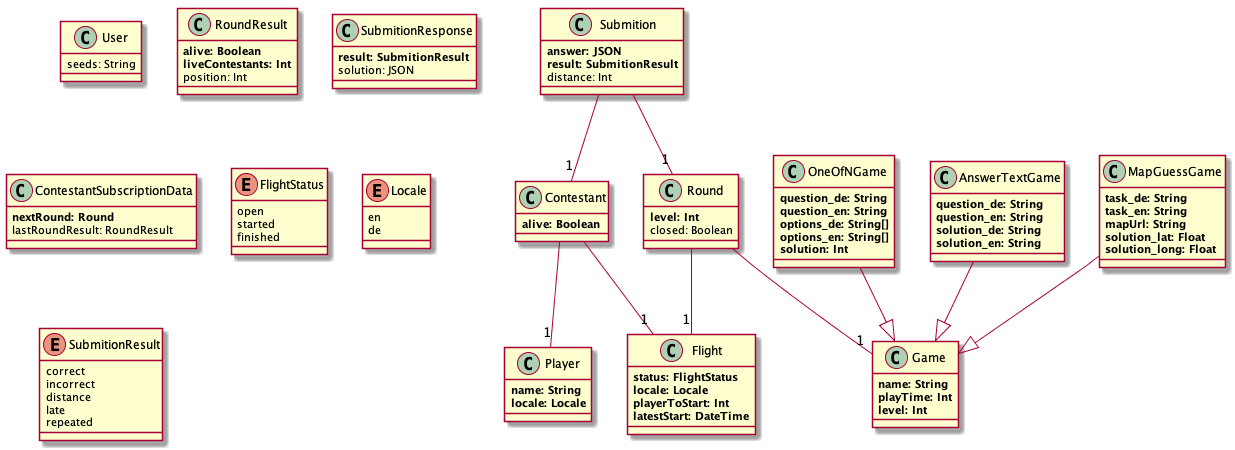 C User
seeds: String
C RoundResult
alive: Boolean
liveContestants: Int
position: Int
C SubmitionResponse
result: SubmitionResult
solution: JSON
C Submition
answer: JSON
result: SubmitionResult
distance: Int
1
1
C ContestantSubscriptionData
nextRound: Round
lastRoundResult: RoundResult
E FlightStatus
open
started
finished
E Locale
en
de
C Contestant
alive: Boolean
C Round
level: Int
closed: Boolean
C OneOfNGame
question_de: String
question_en: String
options_de: String[]
options_en: String[]
solution: Int
C AnswerTextGame
question_de: String
question_en: String
solution_de: String
solution_en: String
C MapGuessGame
task_de: String
task_en: String
mapUrl: String
solution_lat: Float
solution_long: Float
E SubmitionResult
correct
incorrect
distance
late
repeated
1
1
1
1
C Player
name: String
locale: Locale
C Flight
status: FlightStatus
locale: Locale
playerToStart: Int
latestStart: DateTime
C Game
name: String
playTime: Int
level: Int